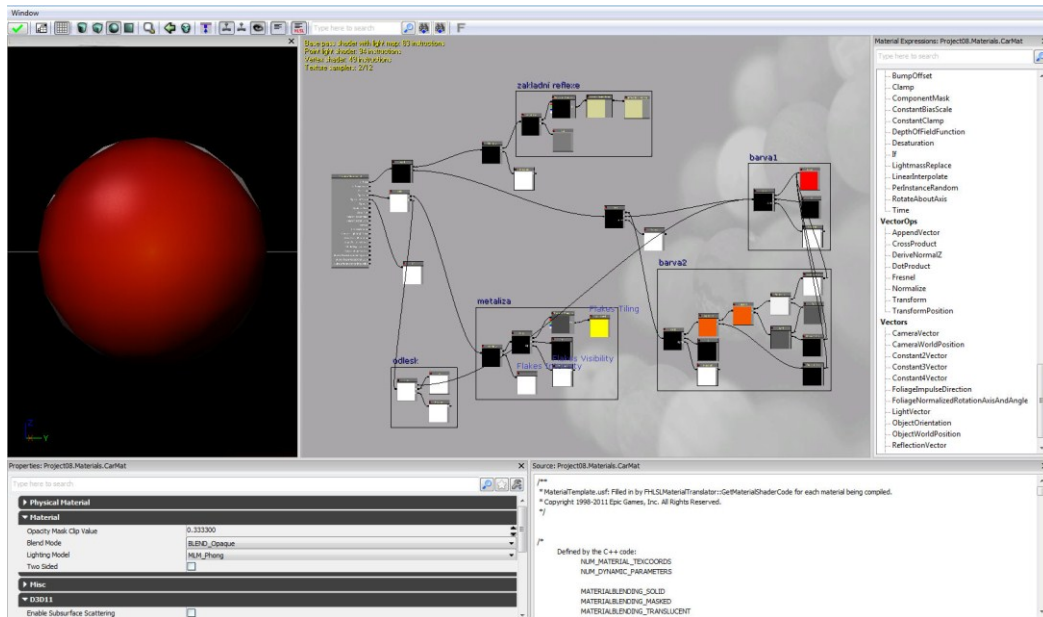 Window
Type here to search
F
Base pass shader with light map: 83 instructions
Point light shader: 94 instructions
Vertex shader: 49 instructions
Texture samplers: 2/12
základní reflexe
barva1
barva2
metaliza
Flakes Tiling
Flakes Visibility
odlesk
Z
Y
Material Expressions: Project08.Materials.CarMat
Type here to search
BumpOffset
Clamp
ComponentMask
ConstantBiasScale
ConstantClamp
DepthOfFieldFunction
Desaturation
If
LightmassReplace
LinearInterpolate
PerInstanceRandom
RotateAboutAxis
Time
VectorOps
AppendVector
CrossProduct
DeriveNormalZ
DotProduct
Fresnel
Normalize
Transform
TransformPosition
Vectors
CameraVector
CameraWorldPosition
Constant2Vector
Constant3Vector
Constant4Vector
FoliageImpulseDirection
FoliageNormalizedRotationAxisAndAngle
LightVector
ObjectOrientation
ObjectWorldPosition
ReflectionVector
Properties: Project08.Materials.CarMat
Type here to search
Physical Material
Material
Opacity Mask Clip Value 0.333300
Blend Mode BLEND_Opaque
Lighting Model MLM_Phong
Two Sided
Misc
D3D11
Enable Subsurface Scattering
Source: Project08.Materials.CarMat
/**
* MaterialTemplate.usf: Filled in by FHLSLMaterialTranslator::GetMaterialShaderCode for each material being compiled.
* Copyright 1998-2011 Epic Games, Inc. All Rights Reserved.
*/
/*
Defined by the C++ code:
NUM_MATERIAL_TEXCOORDS
NUM_DYNAMIC_PARAMETERS
MATERIALBLENDING_SOLID
MATERIALBLENDING_MASKED
MATERIALBLENDING_TRANSLUCENT